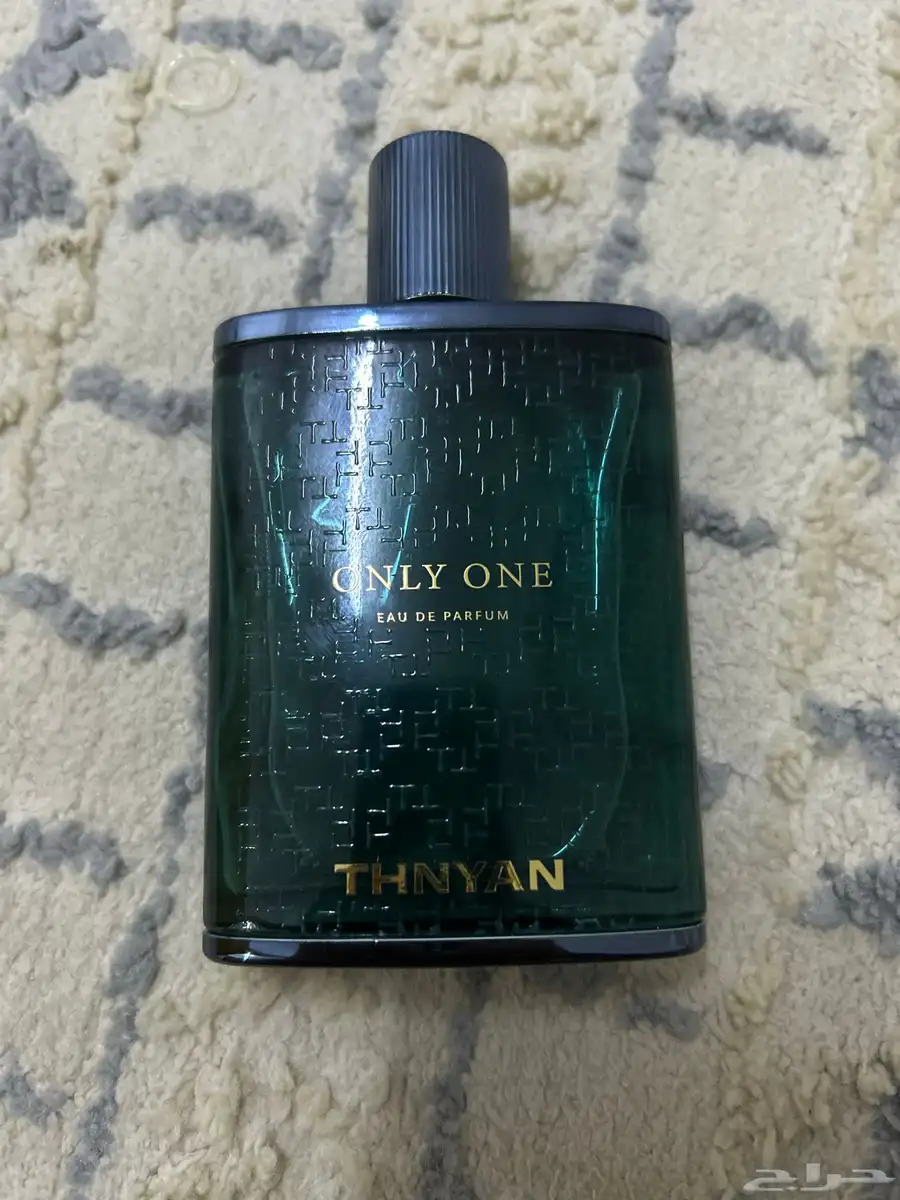 ONLY ONE
EAU DE PARFUM
THNYAN
حراج